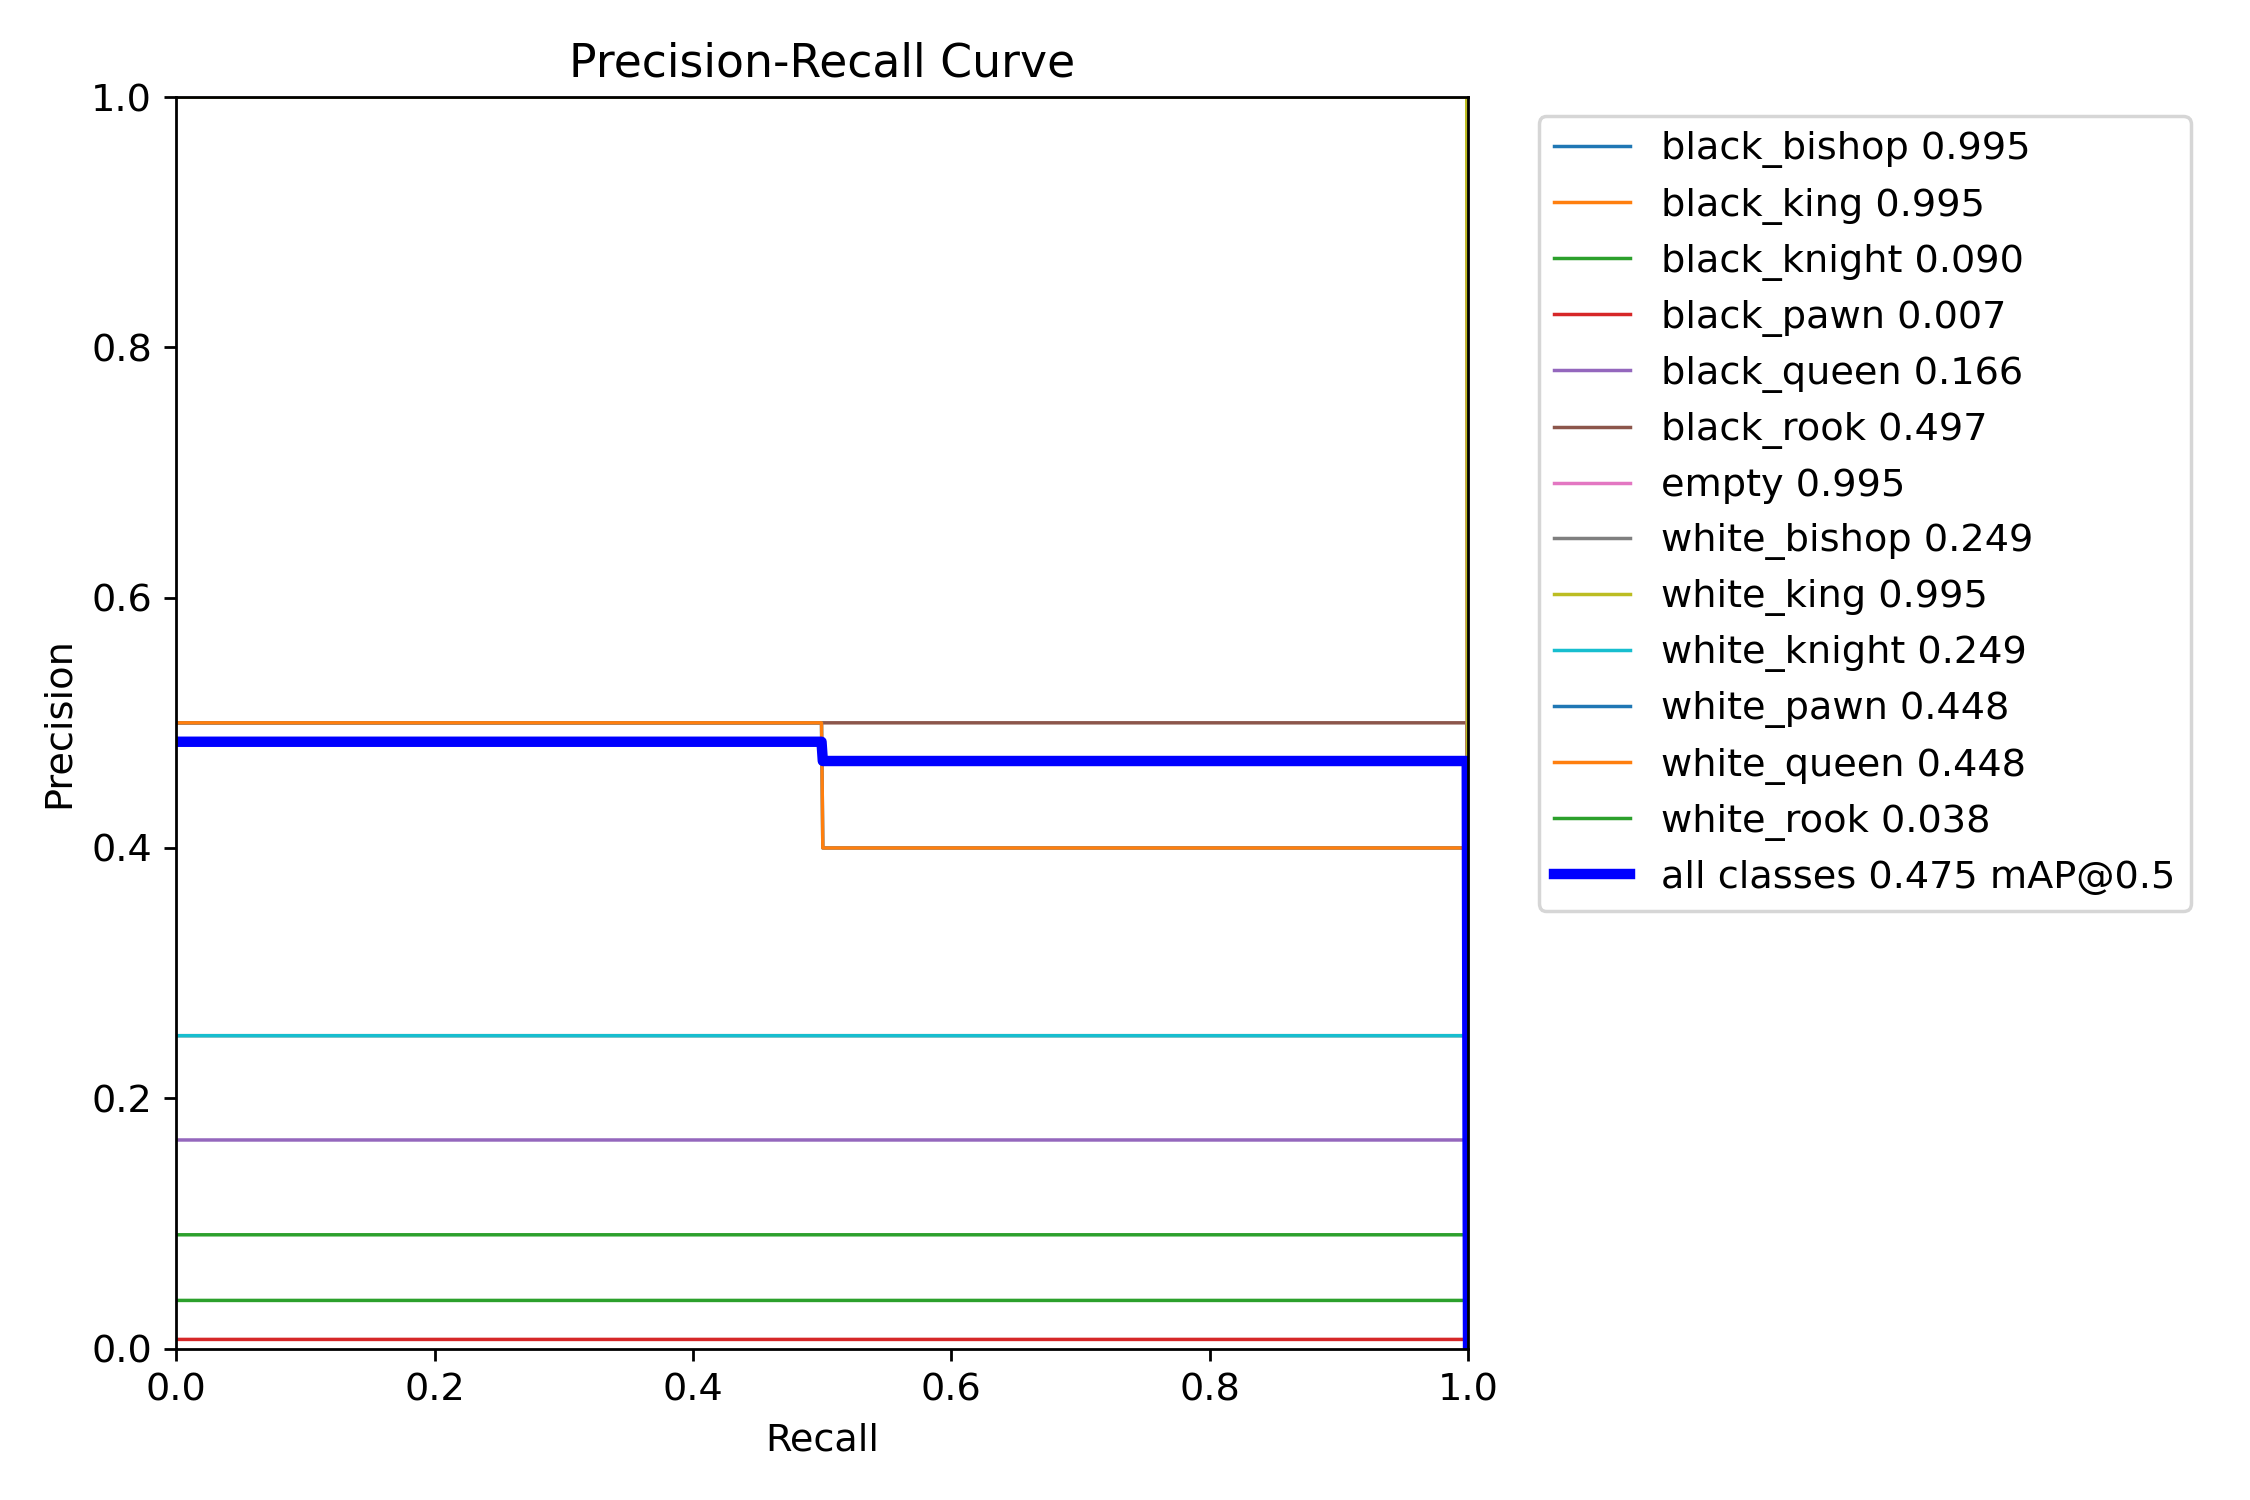 Precision-Recall Curve
1.0
0.8
0.6
0.4
0.2
0.0
Precision
0.0 0.2 0.4 0.6 0.8 1.0
Recall
black_bishop 0.995
black_king 0.995
black_knight 0.090
black_pawn 0.007
black_queen 0.166
black_rook 0.497
empty 0.995
white_bishop 0.249
white_king 0.995
white_knight 0.249
white_pawn 0.448
white_queen 0.448
white_rook 0.038
all classes 0.475 mAP@0.5